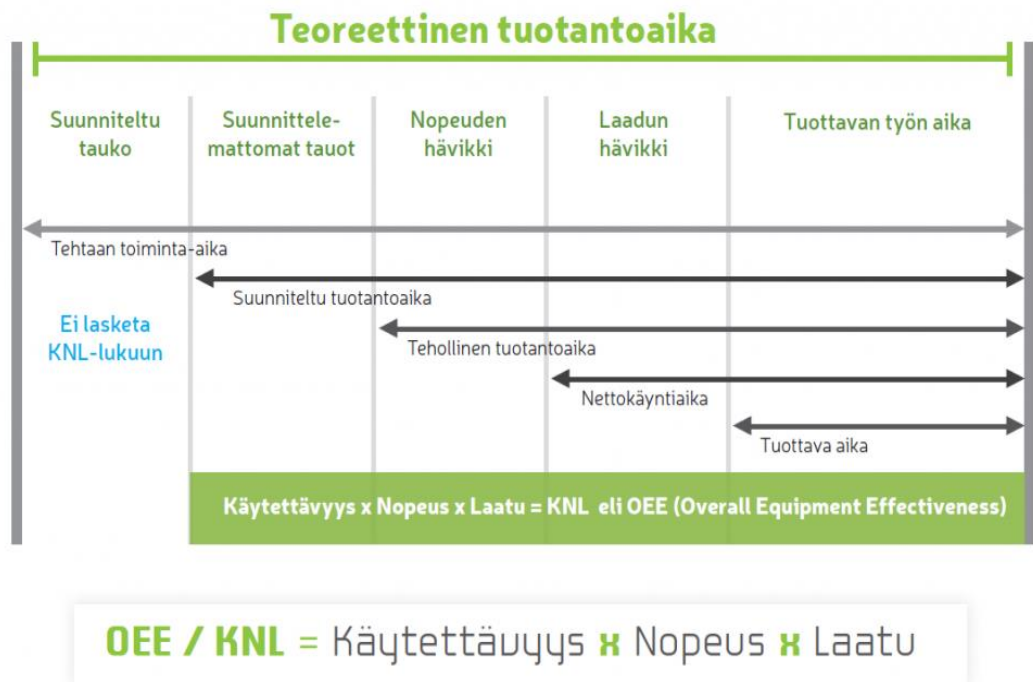 Teoreettinen tuotantoaika
Suunniteltu
tauko
Suunnittele-
mattomat tauot
Nopeuden
hävikki
Laadun
hävikki
Tuottavan työn aika
Tehtaan toiminta-aika
Suunniteltu tuotantoaika
Ei lasketa
KNL-lukuun
Tehollinen tuotantoaika
Nettokäyntiaika
Tuottava aika
Käytettävyys x Nopeus x Laatu = KNL eli OEE (Overall Equipment Effectiveness)
OEE / KNL = Käytettävyys x Nopeus x Laatu